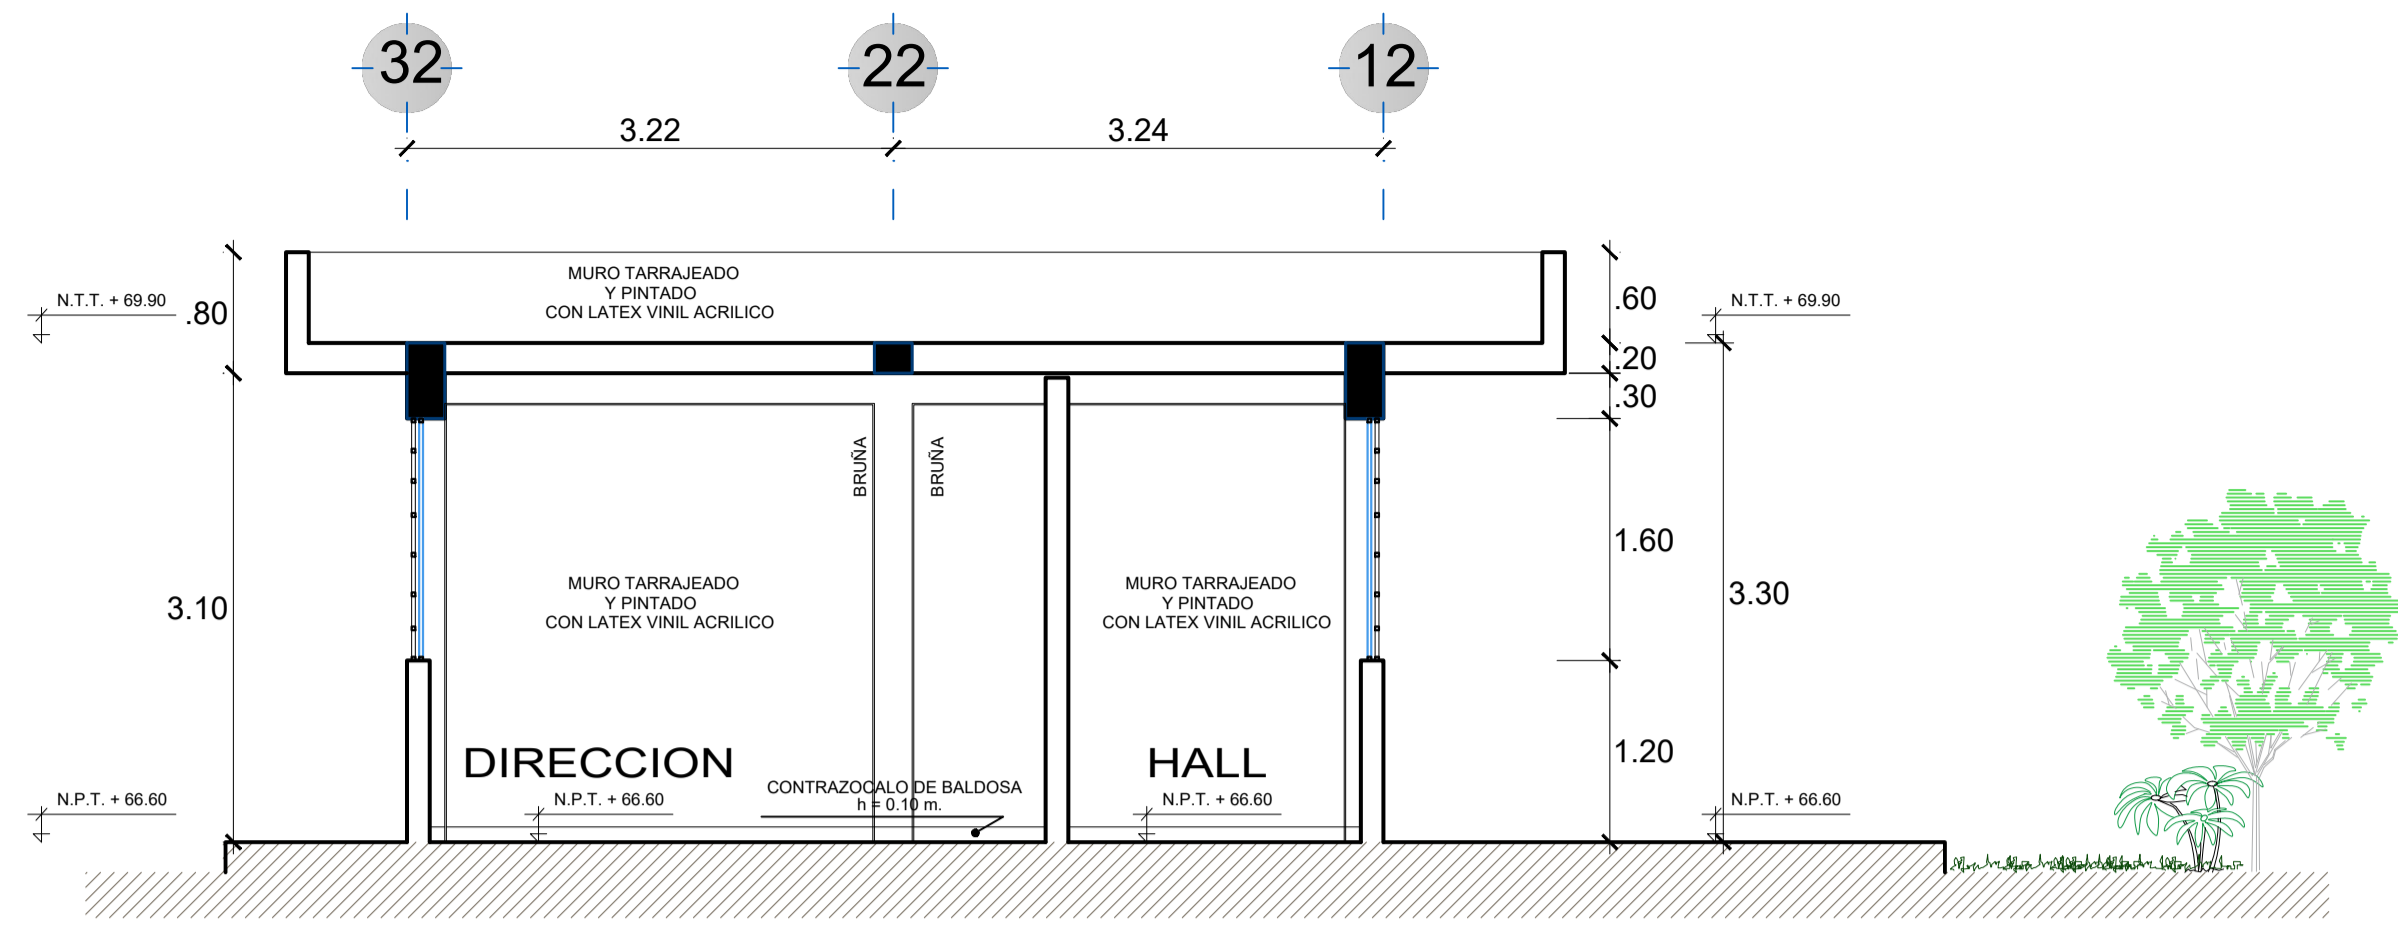 32
22
12
3.22
3.24
MURO TARRAJEADO
Y PINTADO
CON LATEX VINIL ACRILICO
N.T.T. + 69.90
.80
.60
N.T.T. + 69.90
.20
.30
BRUÑA
BRUÑA
1.60
3.10
MURO TARRAJEADO
Y PINTADO
CON LATEX VINIL ACRILICO
MURO TARRAJEADO
Y PINTADO
CON LATEX VINIL ACRILICO
3.30
DIRECCION
HALL
1.20
CONTRAZOCALO DE BALDOSA
h = 0.10 m.
N.P.T. + 66.60
N.P.T. + 66.60
N.P.T. + 66.60
N.P.T. + 66.60